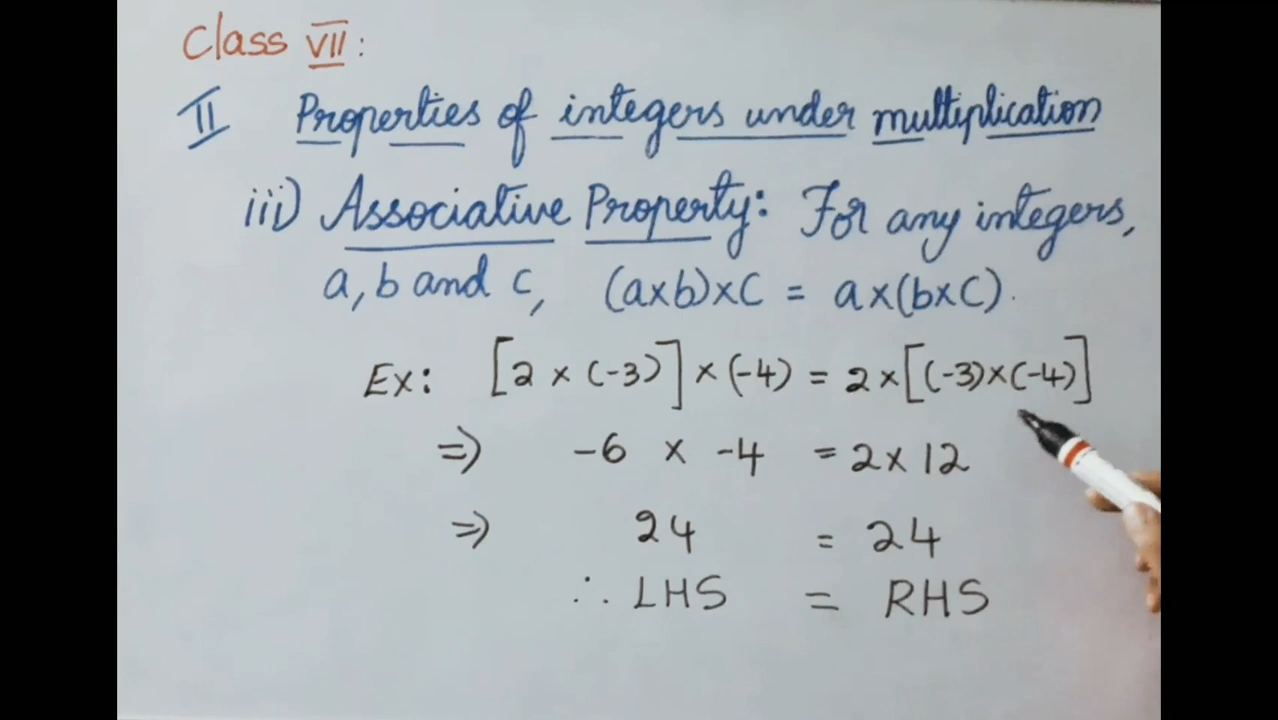 Class VII:
II Properties of integers under multiplication
iii) Associative Property: For any integers,
a, b and c, (a×b)×C = a×(b×C).
Ex: [2 × (-3)] × (-4) = 2 × [(-3)×(-4)]
=> -6 × -4 = 2 × 12
=> 24 = 24
∴ LHS = RHS